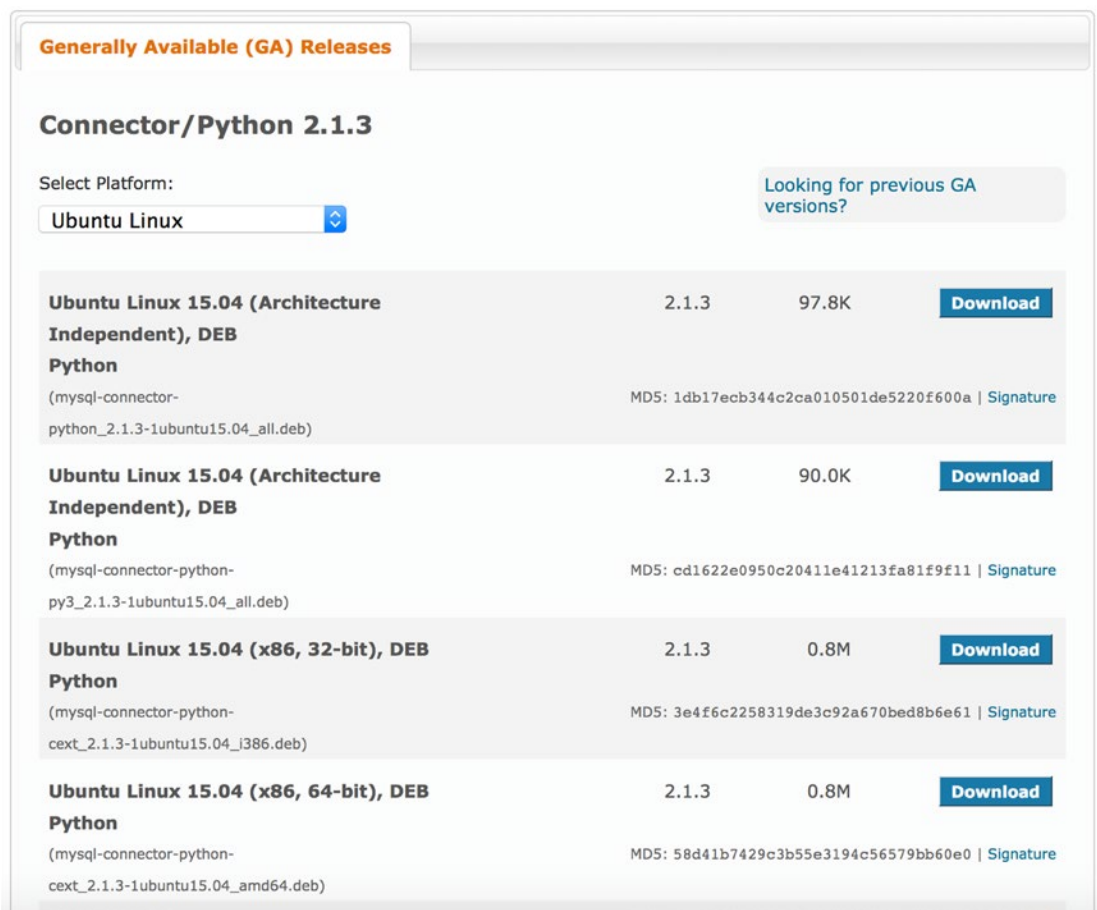 Generally Available (GA) Releases
Connector/Python 2.1.3
Select Platform:
Looking for previous GA
versions?
Ubuntu Linux
Ubuntu Linux 15.04 (Architecture
Independent), DEB
Python
2.1.3 97.8K Download
(mysql-connector-
python_2.1.3-1ubuntu15.04_all.deb)
MD5: 1db17ecb344c2ca010501de5220f600a | Signature
Ubuntu Linux 15.04 (Architecture
Independent), DEB
Python
2.1.3 90.0K Download
(mysql-connector-python-
py3_2.1.3-1ubuntu15.04_all.deb)
MD5: cd1622e0950c20411e41213fa81f9f11 | Signature
Ubuntu Linux 15.04 (x86, 32-bit), DEB
Python
2.1.3 0.8M Download
(mysql-connector-python-
cext_2.1.3-1ubuntu15.04_i386.deb)
MD5: 3e4f6c2258319de3c92a670bed8b6e61 | Signature
Ubuntu Linux 15.04 (x86, 64-bit), DEB
Python
2.1.3 0.8M Download
(mysql-connector-python-
cext_2.1.3-1ubuntu15.04_amd64.deb)
MD5: 58d41b7429c3b55e3194c56579bb60e0 | Signature